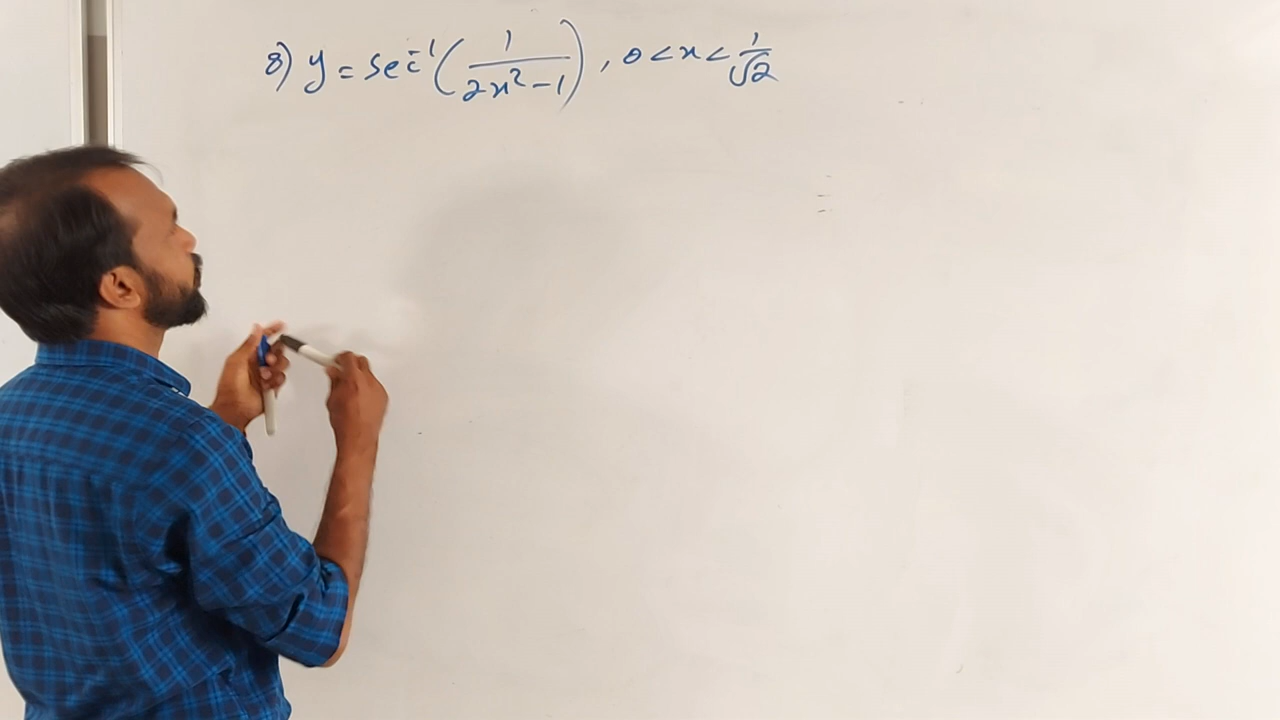 8) y = sec⁻¹(1/(2x²-1)), 0<x<1/√2